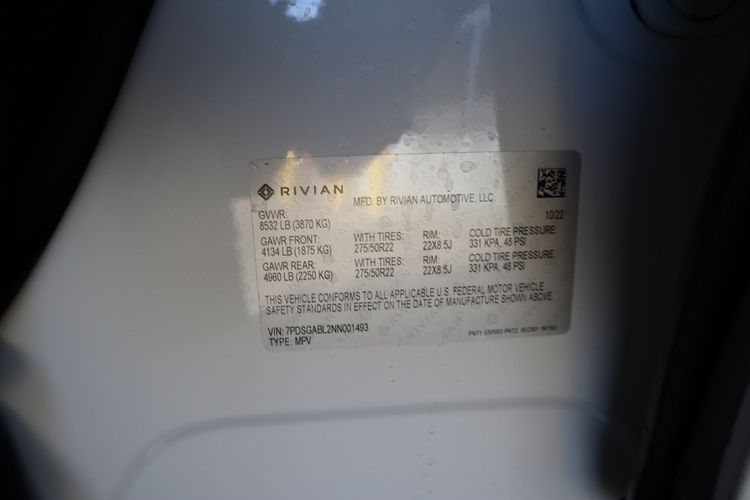 RIVIAN
MFD. BY RIVIAN AUTOMOTIVE, LLC.
GVWR:
8532 LB (3870 KG)
10/22
GAWR FRONT: WITH TIRES: RIM: COLD TIRE PRESSURE:
4134 LB (1875 KG) 275/50R22 22X8.5J 331 KPA, 48 PSI
GAWR REAR: WITH TIRES: RIM: COLD TIRE PRESSURE:
4960 LB (2250 KG) 275/50R22 22X8.5J 331 KPA, 48 PSI
THIS VEHICLE CONFORMS TO ALL APPLICABLE U.S. FEDERAL MOTOR VEHICLE
SAFETY STANDARDS IN EFFECT ON THE DATE OF MANUFACTURE SHOWN ABOVE.
VIN: 7PDSGABL2NN001493
TYPE: MPV
PNT1